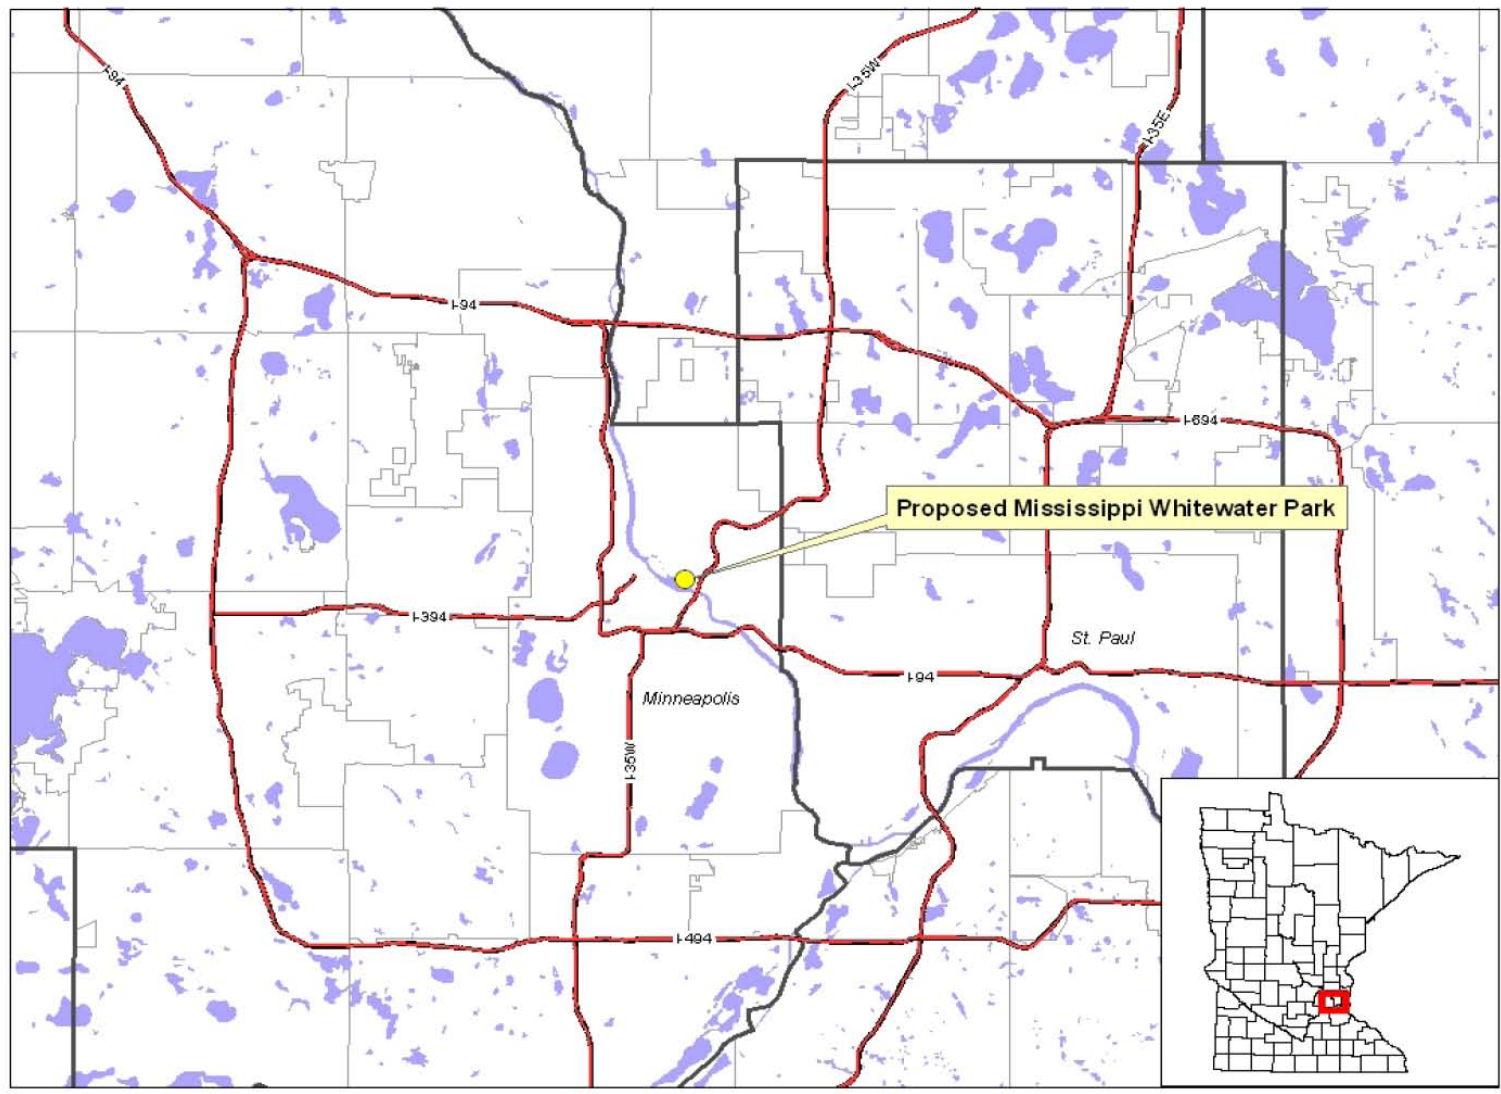 I-94
I-35W
I-35E
I-94
I-694
Proposed Mississippi Whitewater Park
I-394
St. Paul
I-94
Minneapolis
I-35W
I-494